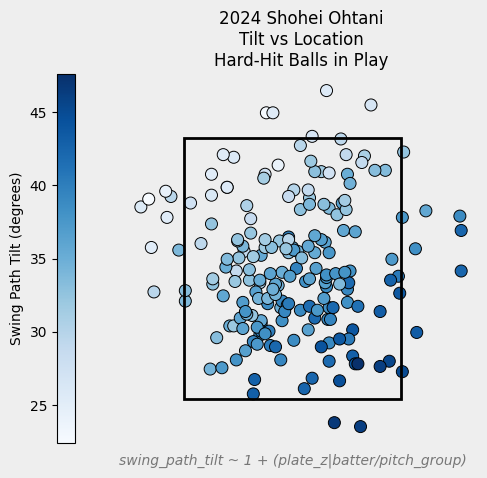 2024 Shohei Ohtani
Tilt vs Location
Hard-Hit Balls in Play
45
40
35
30
25
Swing Path Tilt (degrees)
swing_path_tilt ~ 1 + (plate_z|batter/pitch_group)